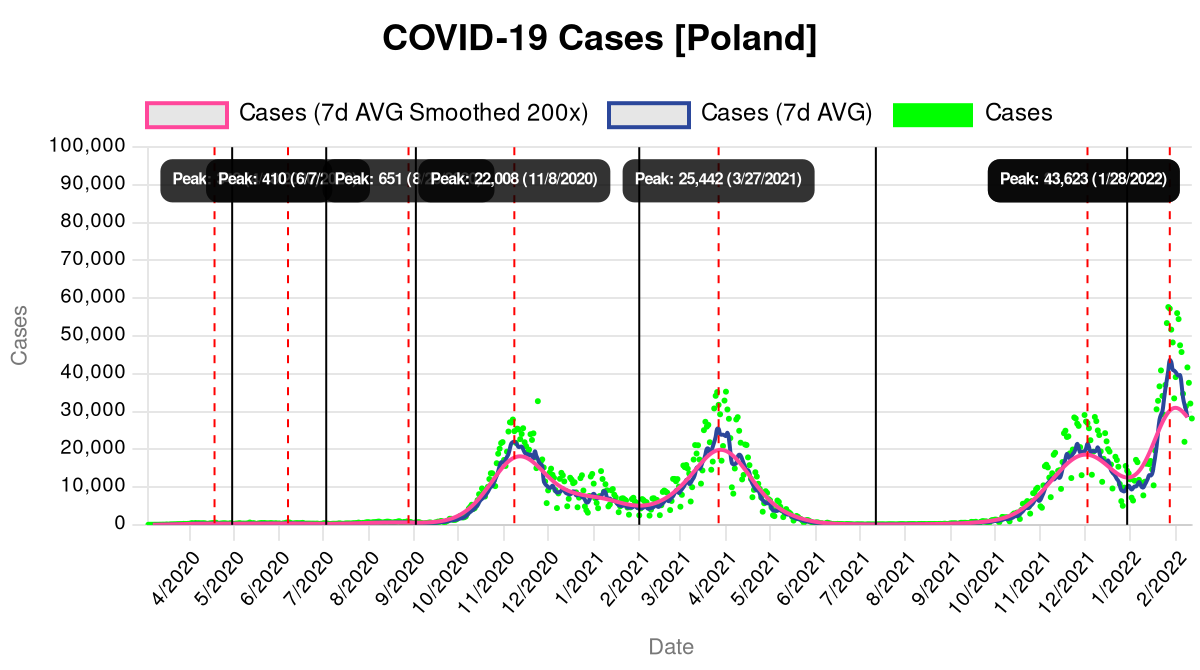 COVID-19 Cases [Poland]
Cases (7d AVG Smoothed 200x)
Cases (7d AVG)
Cases
100,000
90,000
80,000
70,000
60,000
50,000
40,000
30,000
20,000
10,000
0
Cases
Peak:
Peak: 410 (6/7/20
Peak: 651 (8/
Peak: 22,008 (11/8/2020)
Peak: 25,442 (3/27/2021)
Peak: 43,623 (1/28/2022)
4/2020
5/2020
6/2020
7/2020
8/2020
9/2020
10/2020
11/2020
12/2020
1/2021
2/2021
3/2021
4/2021
5/2021
6/2021
7/2021
8/2021
9/2021
10/2021
11/2021
12/2021
1/2022
2/2022
Date